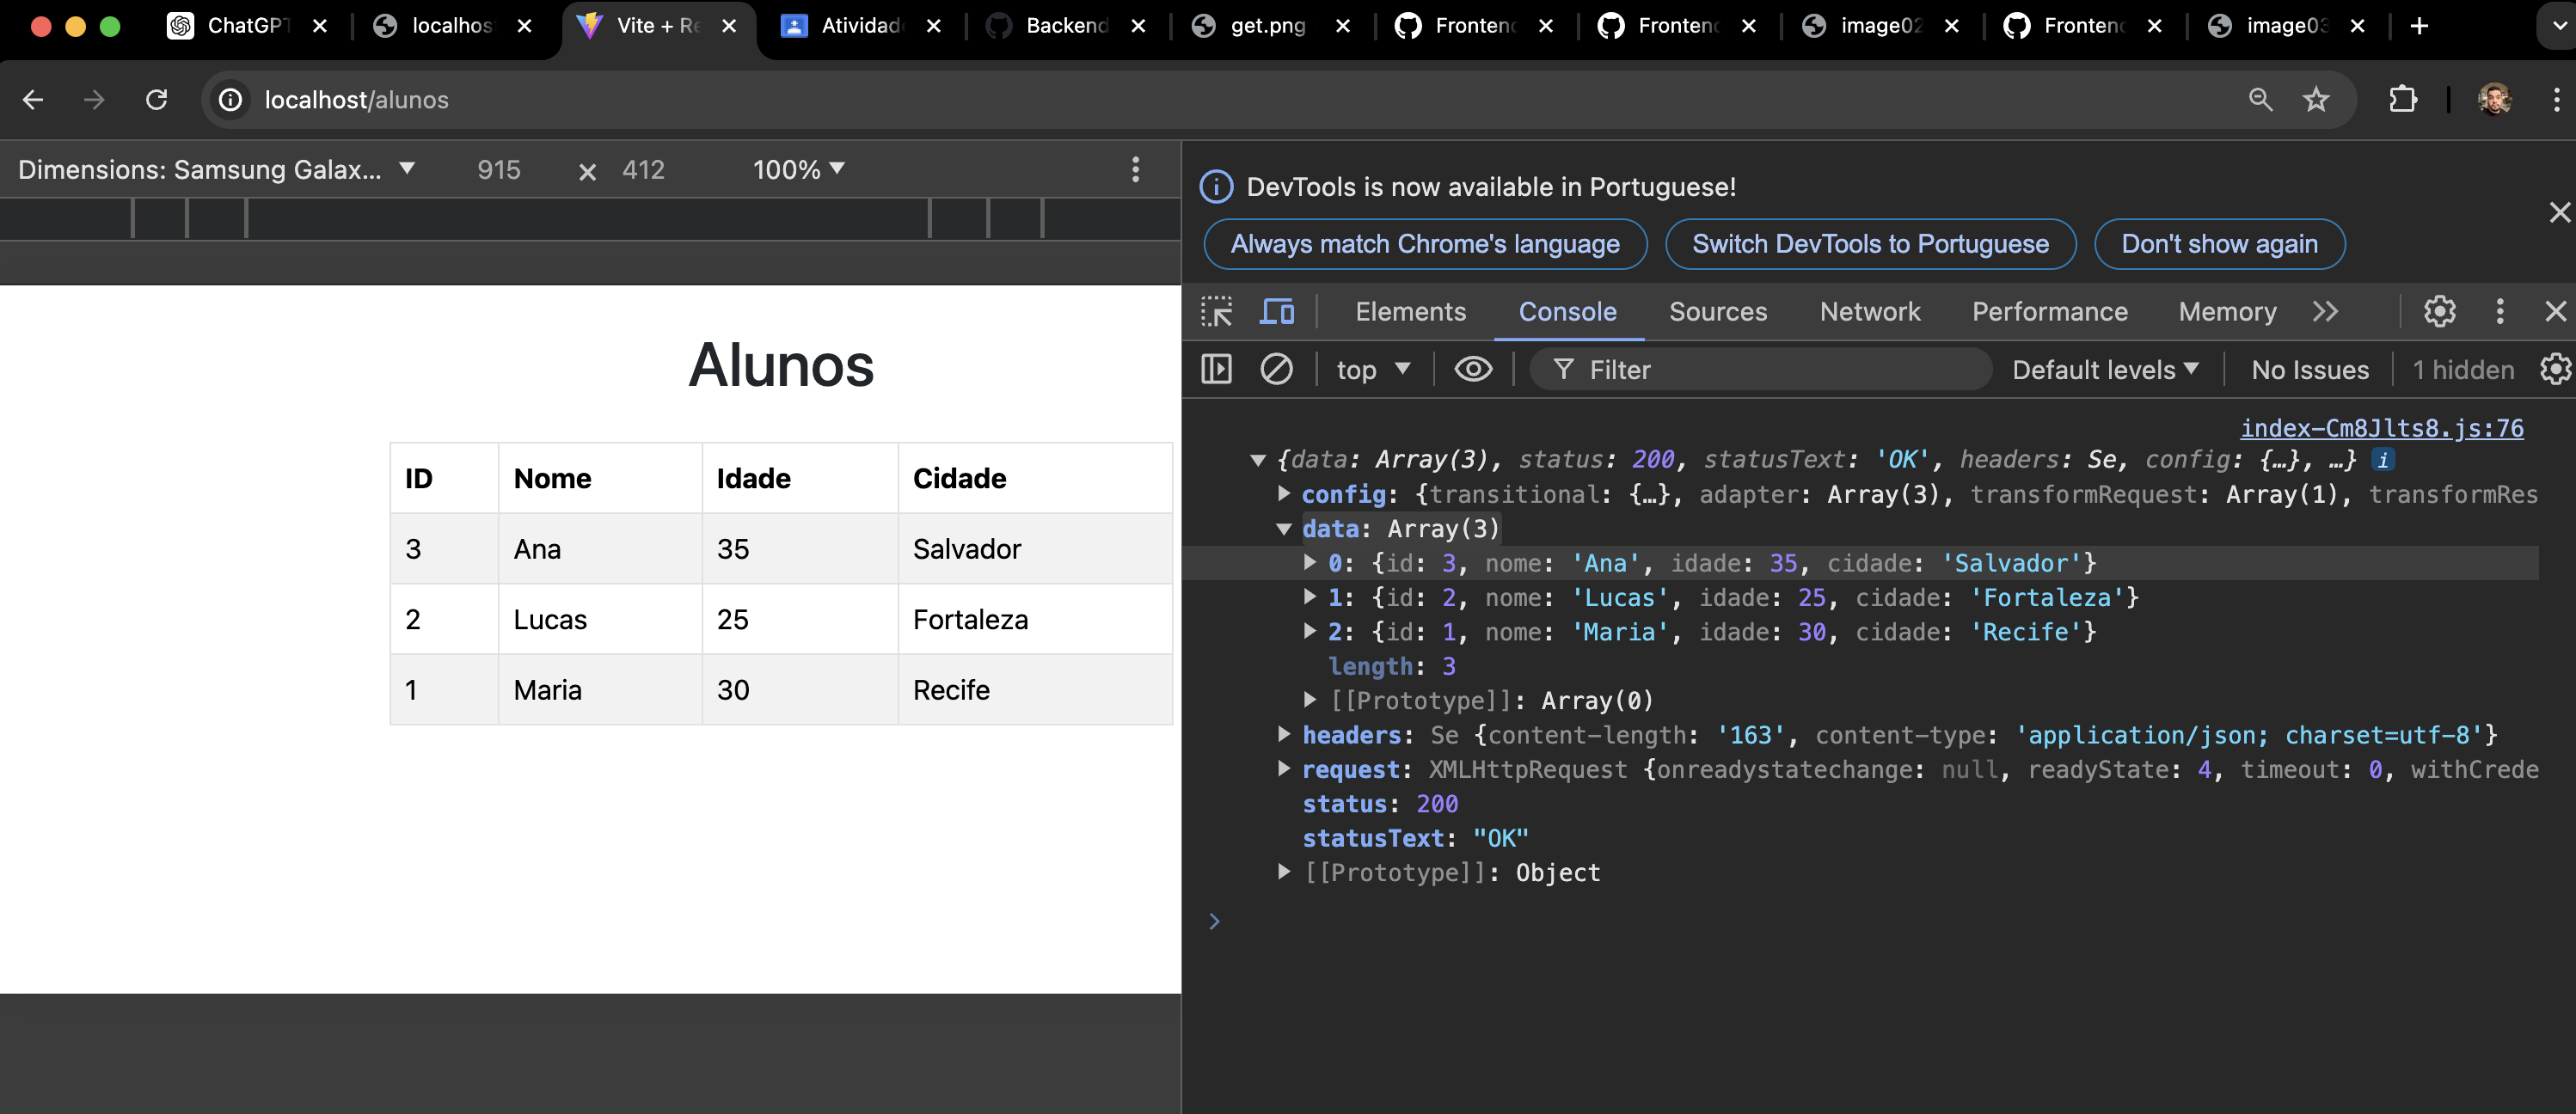 ChatGPT
localhos
Vite + Re
Atividad
Backend
get.png
Frontend
Frontend
image02
Frontend
image03
localhost/alunos
Dimensions: Samsung Galax... 915 × 412 100%
DevTools is now available in Portuguese!
Always match Chrome's language
Switch DevTools to Portuguese
Don't show again
Elements Console Sources Network Performance Memory
top Filter Default levels No Issues 1 hidden
Alunos
ID Nome Idade Cidade
3 Ana 35 Salvador
2 Lucas 25 Fortaleza
1 Maria 30 Recife
index-Cm8Jlts8.js:76
{data: Array(3), status: 200, statusText: 'OK', headers: Se, config: {…}, …}
config: {transitional: {…}, adapter: Array(3), transformRequest: Array(1), transformRes
data: Array(3)
0: {id: 3, nome: 'Ana', idade: 35, cidade: 'Salvador'}
1: {id: 2, nome: 'Lucas', idade: 25, cidade: 'Fortaleza'}
2: {id: 1, nome: 'Maria', idade: 30, cidade: 'Recife'}
length: 3
[[Prototype]]: Array(0)
headers: Se {content-length: '163', content-type: 'application/json; charset=utf-8'}
request: XMLHttpRequest {onreadystatechange: null, readyState: 4, timeout: 0, withCrede
status: 200
statusText: "OK"
[[Prototype]]: Object